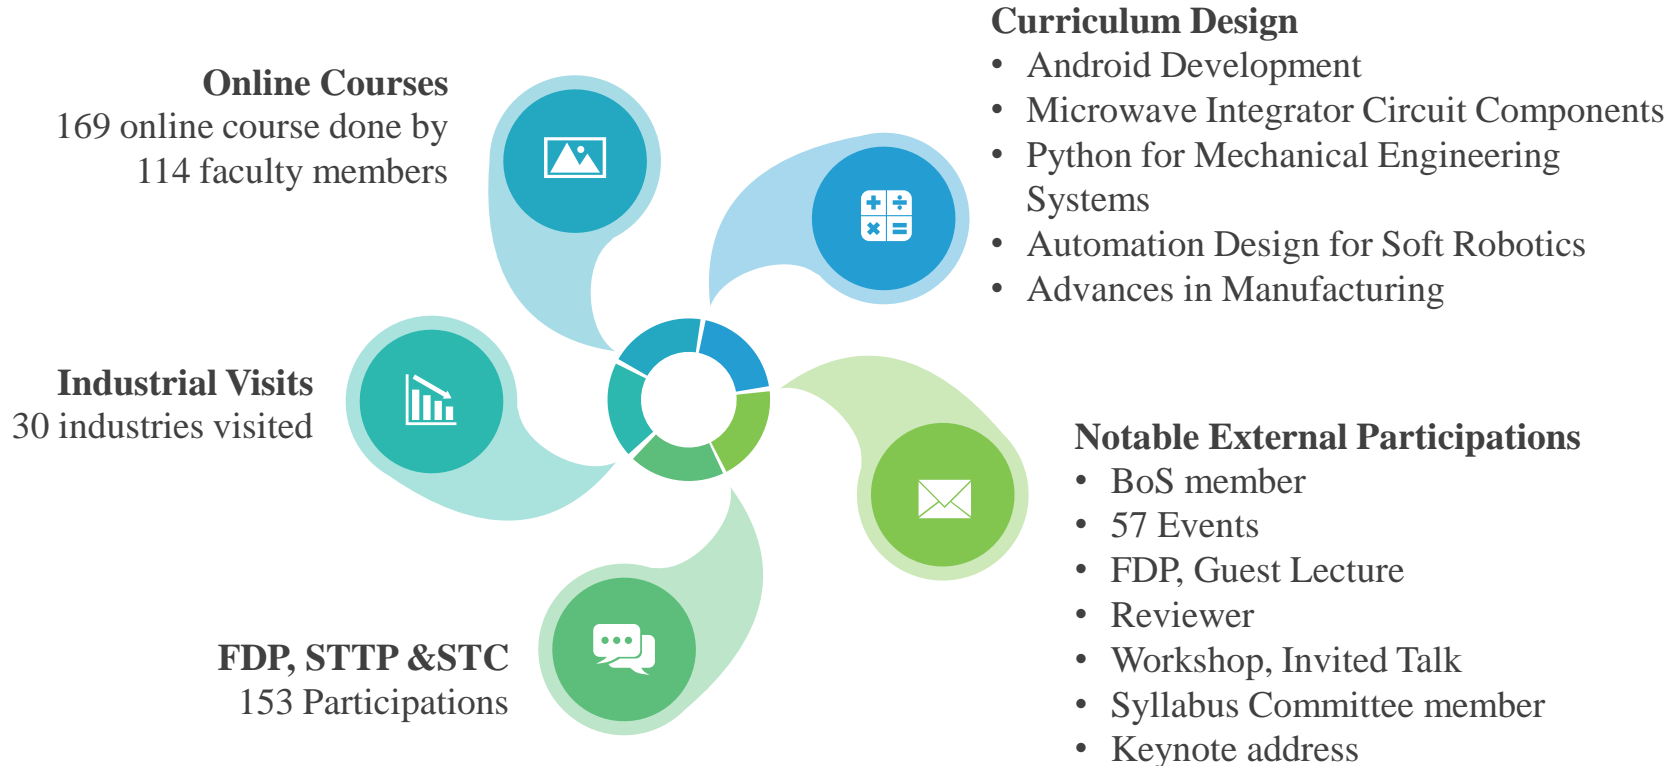 Online Courses
169 online course done by
114 faculty members
Curriculum Design
• Android Development
• Microwave Integrator Circuit Components
• Python for Mechanical Engineering
Systems
• Automation Design for Soft Robotics
• Advances in Manufacturing
Industrial Visits
30 industries visited
Notable External Participations
• BoS member
• 57 Events
• FDP, Guest Lecture
• Reviewer
• Workshop, Invited Talk
• Syllabus Committee member
• Keynote address
FDP, STTP &STC
153 Participations